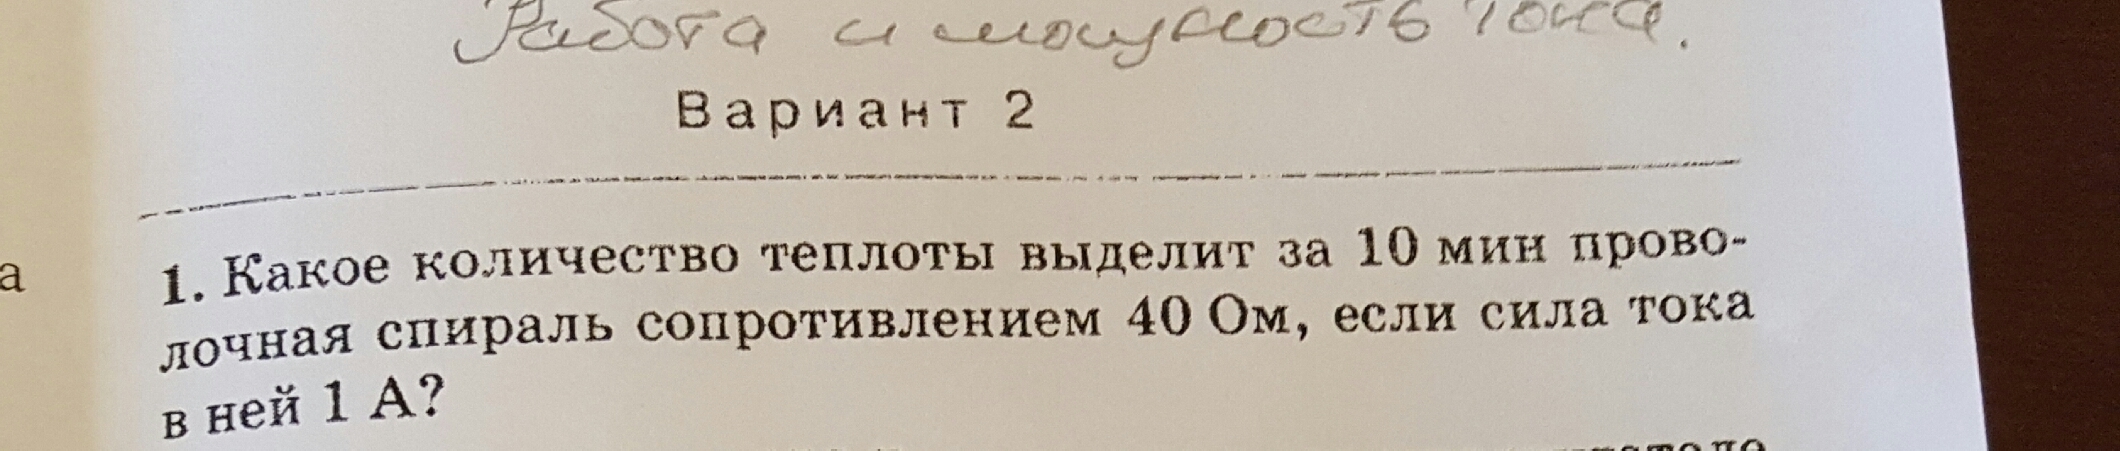 Работа и мощность тока.
Вариант 2
а
1. Какое количество теплоты выделит за 10 мин прово-
лочная спираль сопротивлением 40 Ом, если сила тока
в ней 1 А?